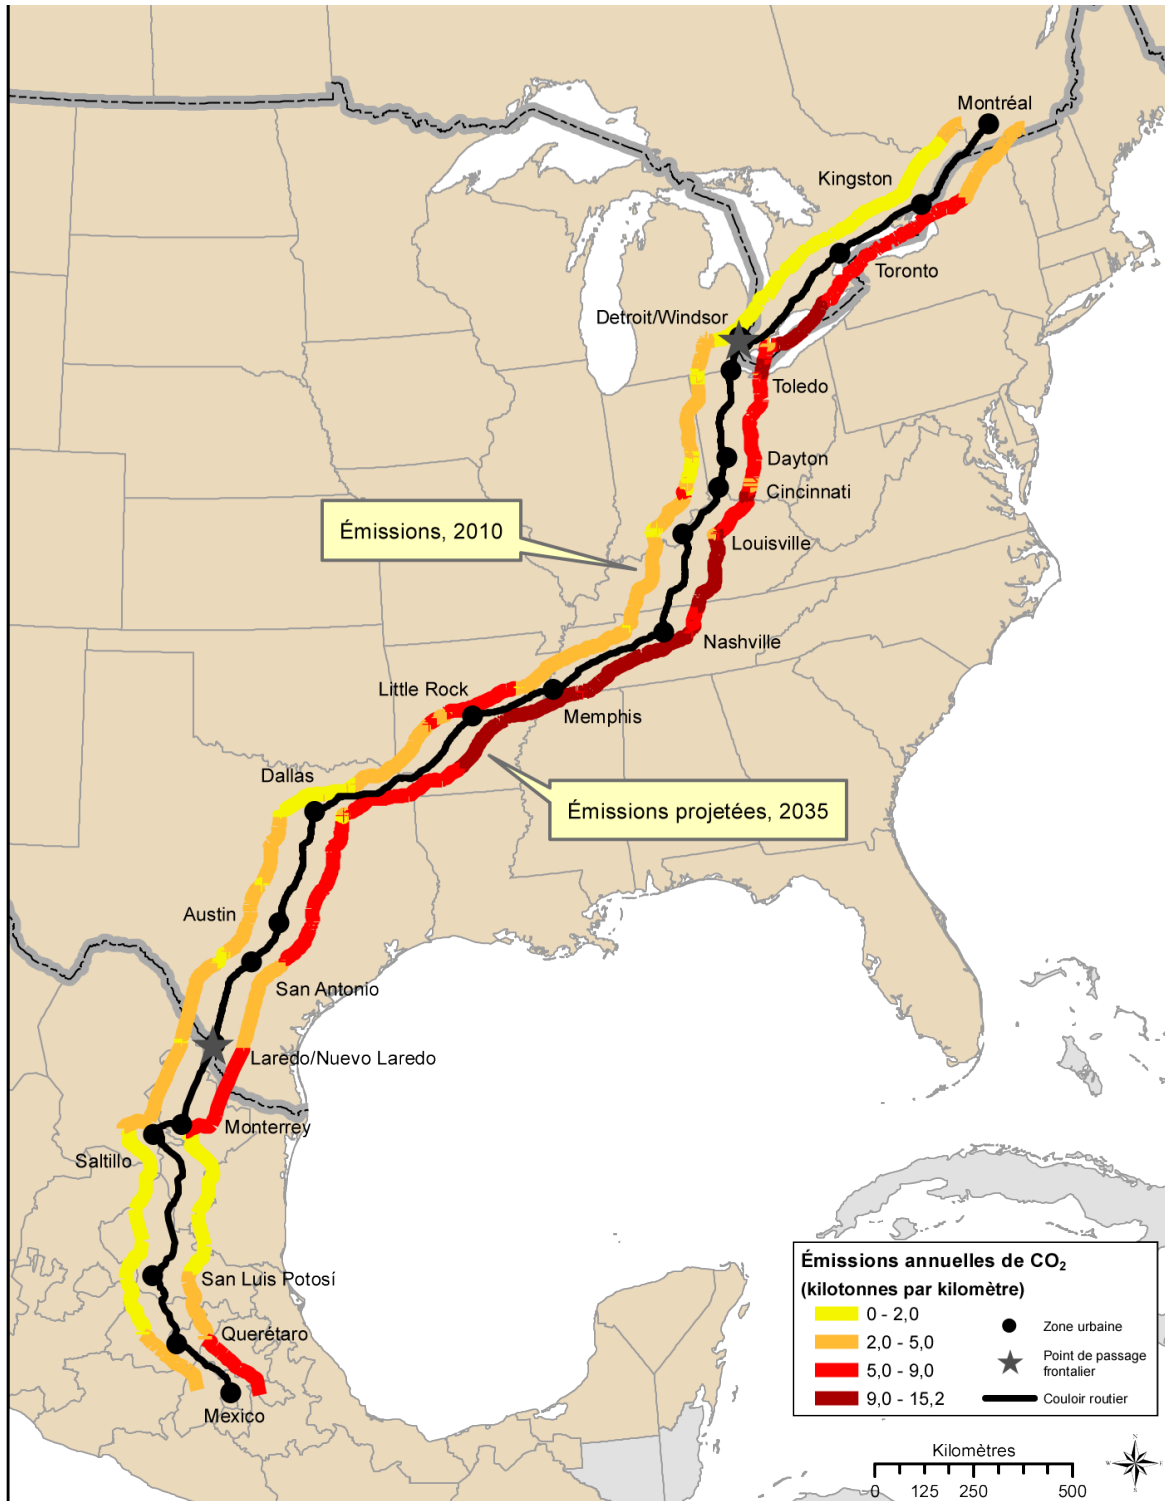 Montréal
Kingston
Toronto
Detroit/Windsor
Toledo
Dayton
Cincinnati
Émissions, 2010
Louisville
Nashville
Little Rock
Memphis
Dallas
Émissions projetées, 2035
Austin
San Antonio
Laredo/Nuevo Laredo
Monterrey
Saltillo
San Luis Potosí
Querétaro
Mexico
Émissions annuelles de CO2
(kilotonnes par kilomètre)
0 - 2,0
2,0 - 5,0
5,0 - 9,0
9,0 - 15,2
Zone urbaine
Point de passage
frontalier
Couloir routier
Kilomètres
0 125 250 500
N
W E
S